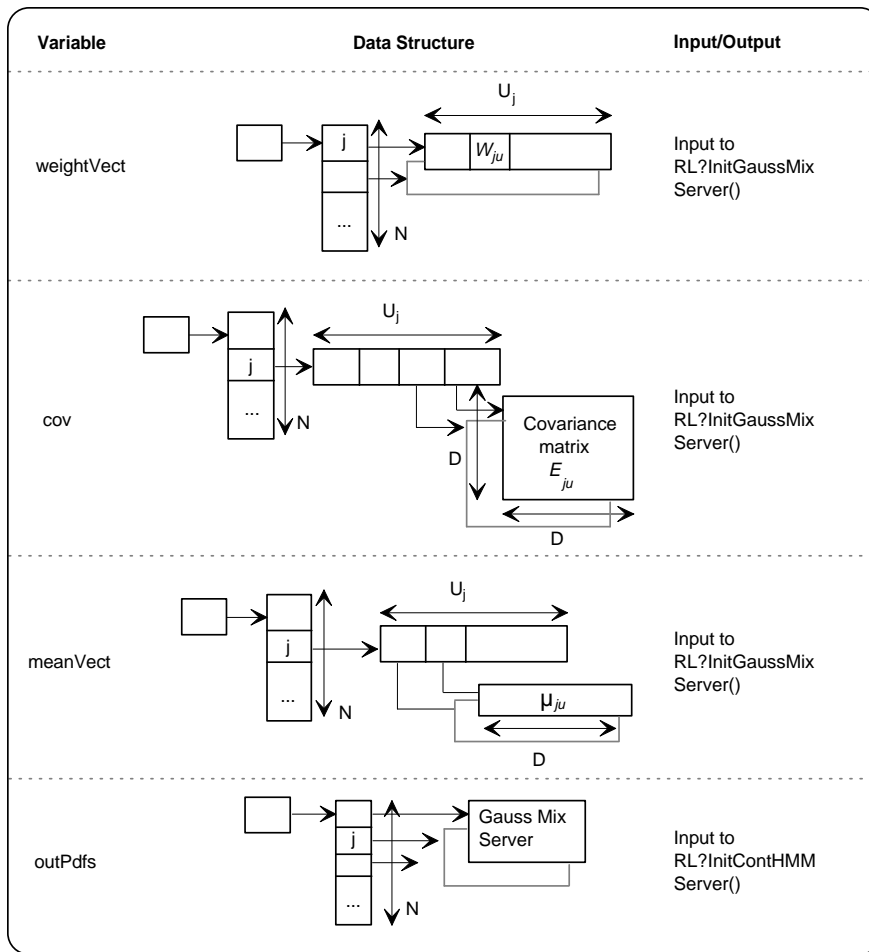 Variable Data Structure Input/Output
weightVect
U_j
j
W_ju
...
N
Input to
RL?InitGaussMix
Server()
cov
U_j
j
...
N
D
Covariance
matrix
E_ju
D
Input to
RL?InitGaussMix
Server()
meanVect
U_j
j
...
N
μ_ju
D
Input to
RL?InitGaussMix
Server()
outPdfs
j
...
N
Gauss Mix
Server
Input to
RL?InitContHMM
Server()